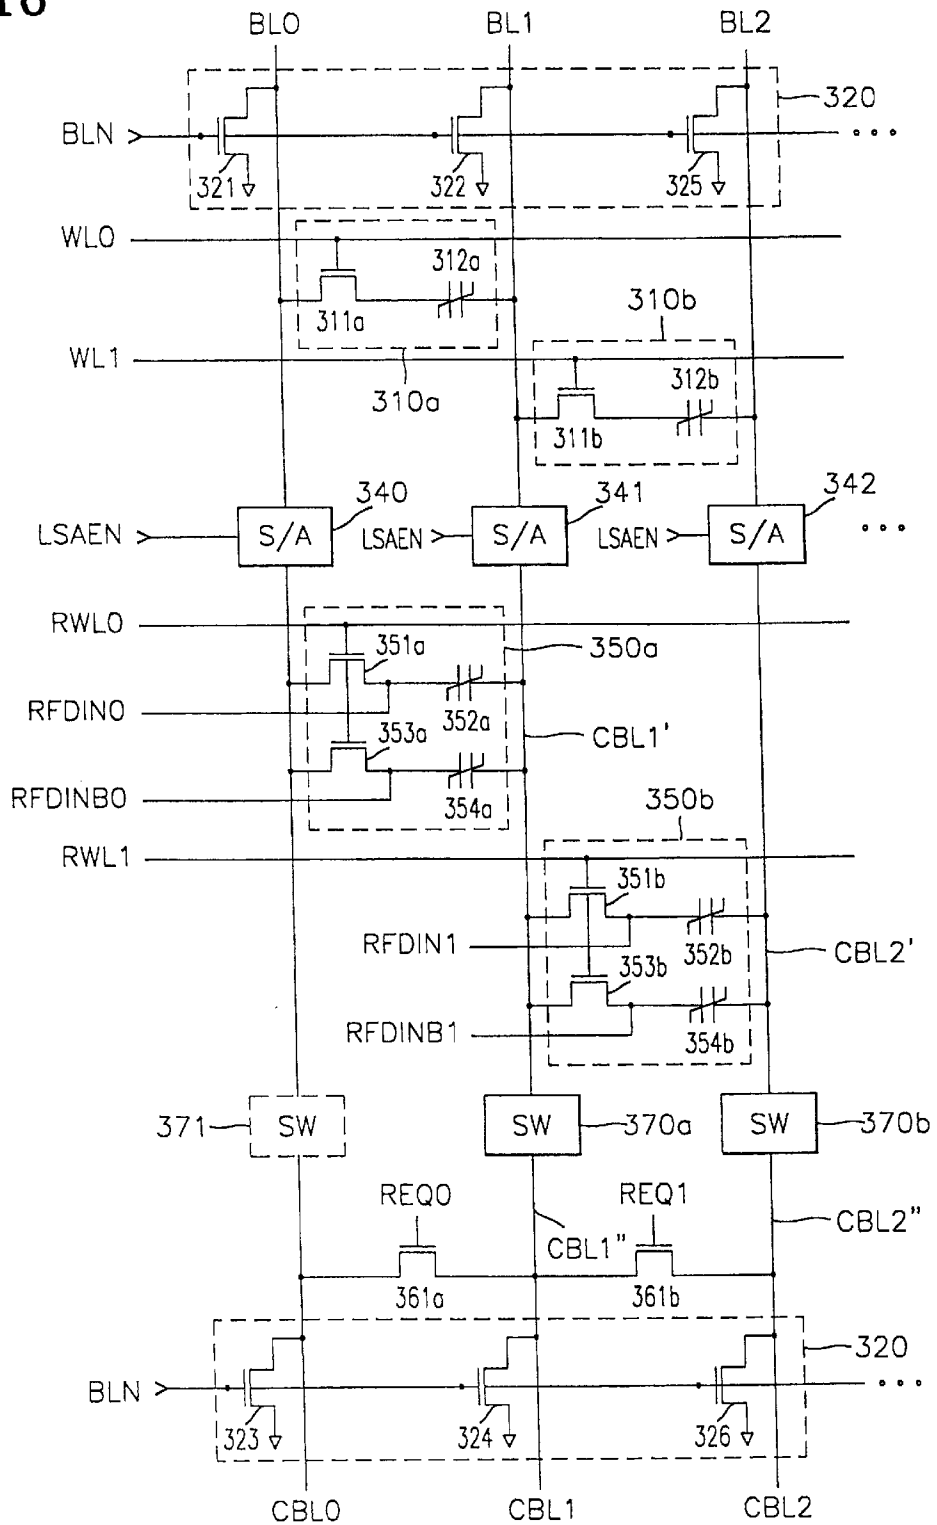 16
BL0 BL1 BL2
320
BLN
321 322 325
WL0
312a
311a
310b
WL1
312b
310a
311b
340 341 342
LSAEN S/A LSAEN S/A LSAEN S/A
RWL0
351a
350a
RFDIN0
352a
353a
CBL1'
RFDINB0
354a
350b
RWL1
351b
RFDIN1
352b
CBL2'
353b
RFDINB1
354b
371 SW SW 370a SW 370b
REQ0 REQ1
CBL2"
CBL1"
361a 361b
320
BLN
323 324 326
CBL0 CBL1 CBL2